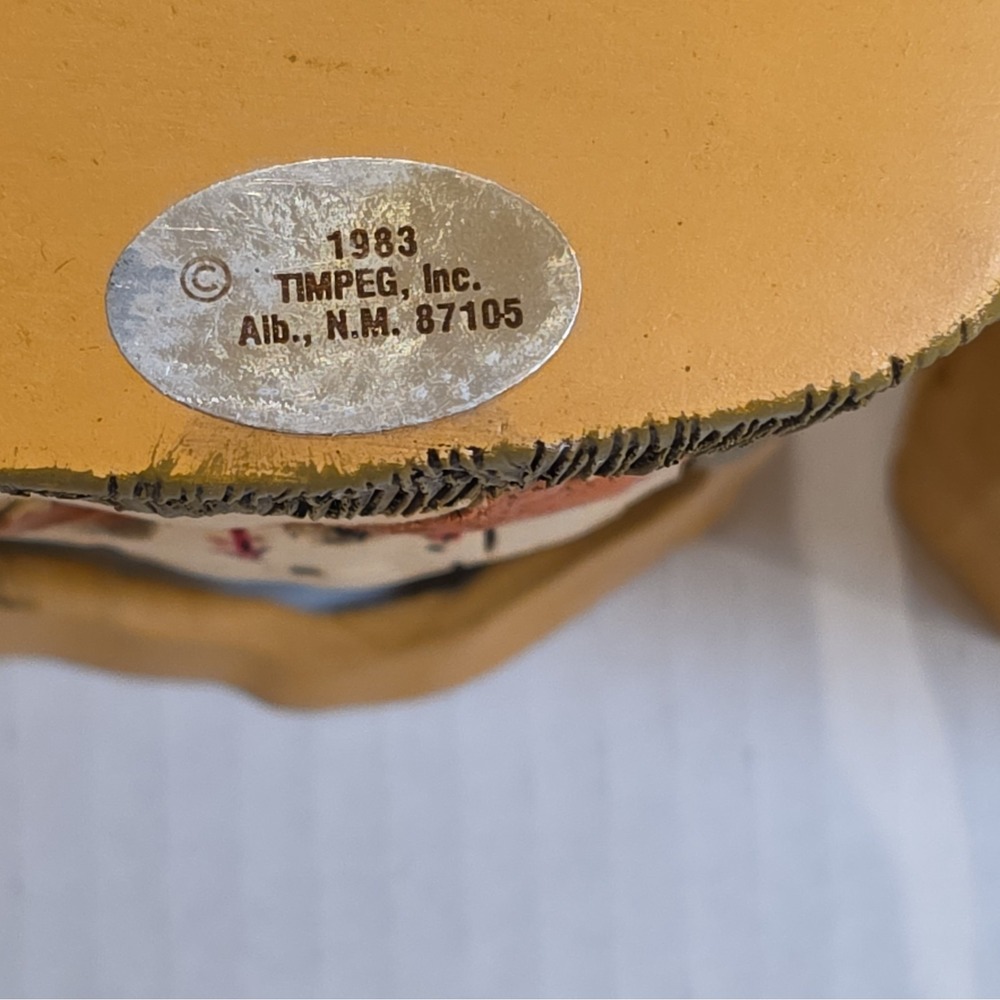 1983
© TIMPEG, Inc.
Alb., N.M. 87105